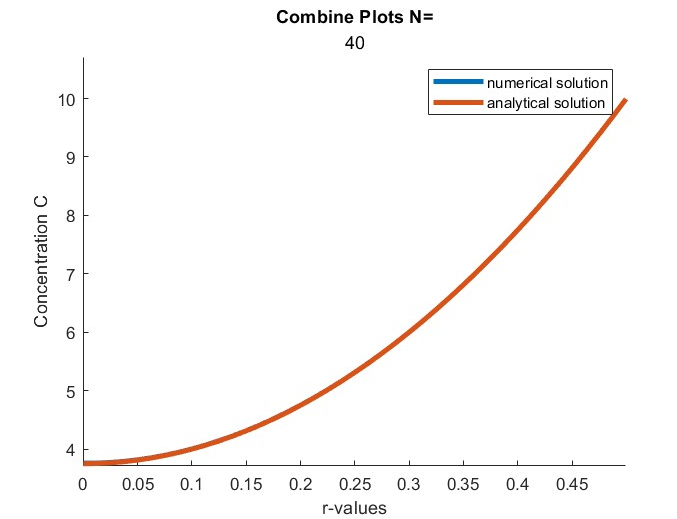 Combine Plots N=
40
numerical solution
analytical solution
Concentration C
10
9
8
7
6
5
4
0 0.05 0.1 0.15 0.2 0.25 0.3 0.35 0.4 0.45
r-values